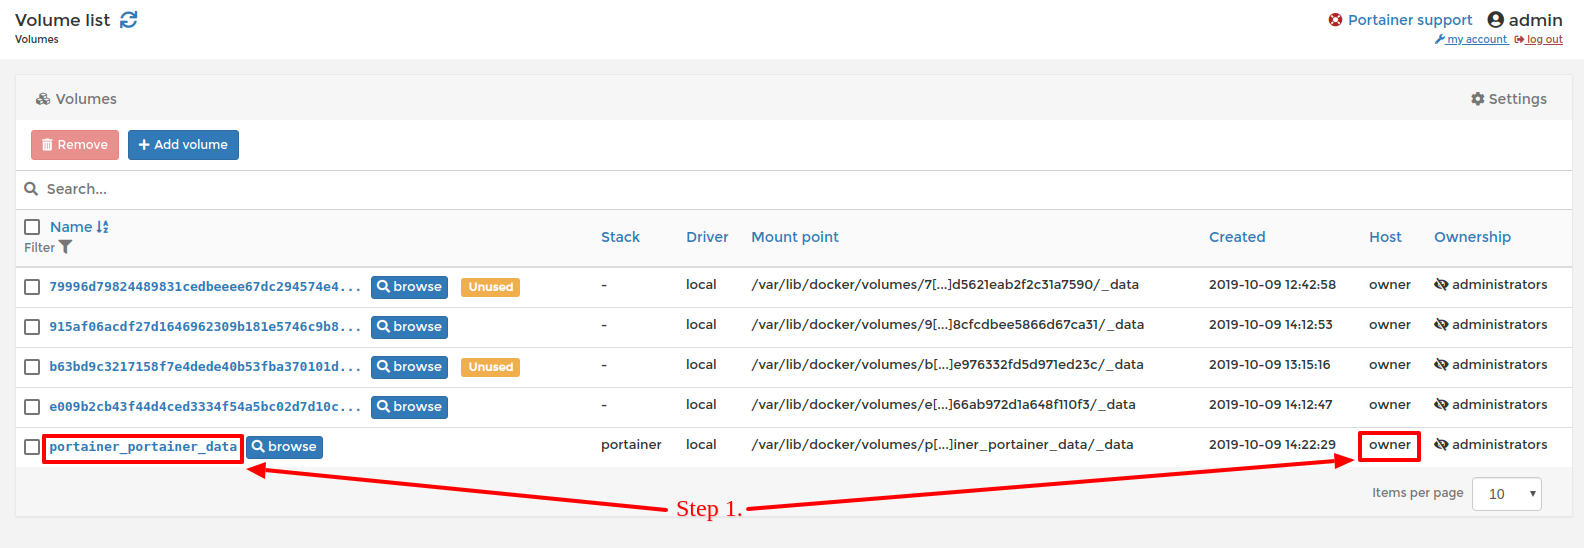 Volume list
Portainer support admin
Volumes
my account log out
Volumes
Settings
Remove Add volume
Search...
Name
Filter
Stack Driver Mount point Created Host Ownership
79996d79824489831cedbeeee67dc294574e4... browse Unused - local /var/lib/docker/volumes/7[...]d5621eab2f2c31a7590/_data 2019-10-09 12:42:58 owner administrators
915af06acdf27d1646962309b181e5746c9b8... browse - local /var/lib/docker/volumes/9[...]8cfcdbee5866d67ca31/_data 2019-10-09 14:12:53 owner administrators
b63bd9c3217158f7e4dede40b53fba370101d... browse Unused - local /var/lib/docker/volumes/b[...]e976332fd5d971ed23c/_data 2019-10-09 13:15:16 owner administrators
e009b2cb43f44d4ced3334f54a5bc02d7d10c... browse - local /var/lib/docker/volumes/e[...]66ab972d1a648f110f3/_data 2019-10-09 14:12:47 owner administrators
portainer_portainer_data browse portainer local /var/lib/docker/volumes/p[...]iner_portainer_data/_data 2019-10-09 14:22:29 owner administrators
Items per page 10
Step 1.